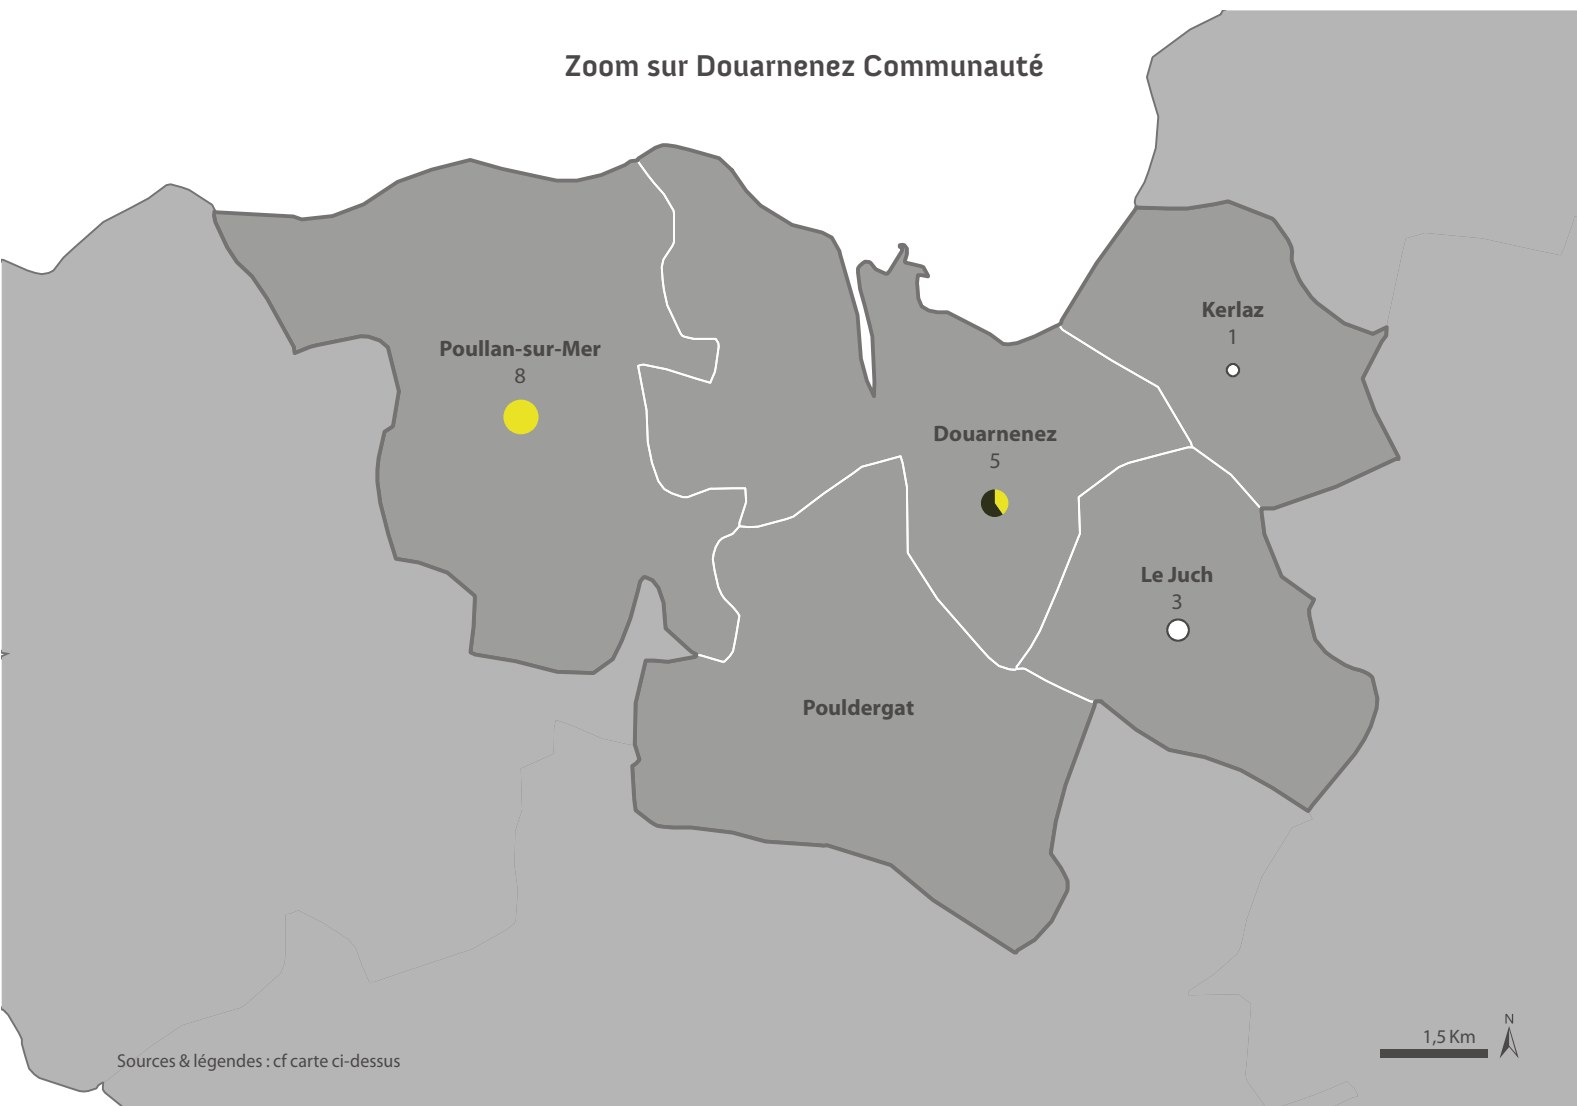 Zoom sur Douarnenez Communauté
Kerlaz
1
Poullan-sur-Mer
8
Douarnenez
5
Le Juch
3
Pouldergat
N
1,5 Km
Sources & légendes : cf carte ci-dessus